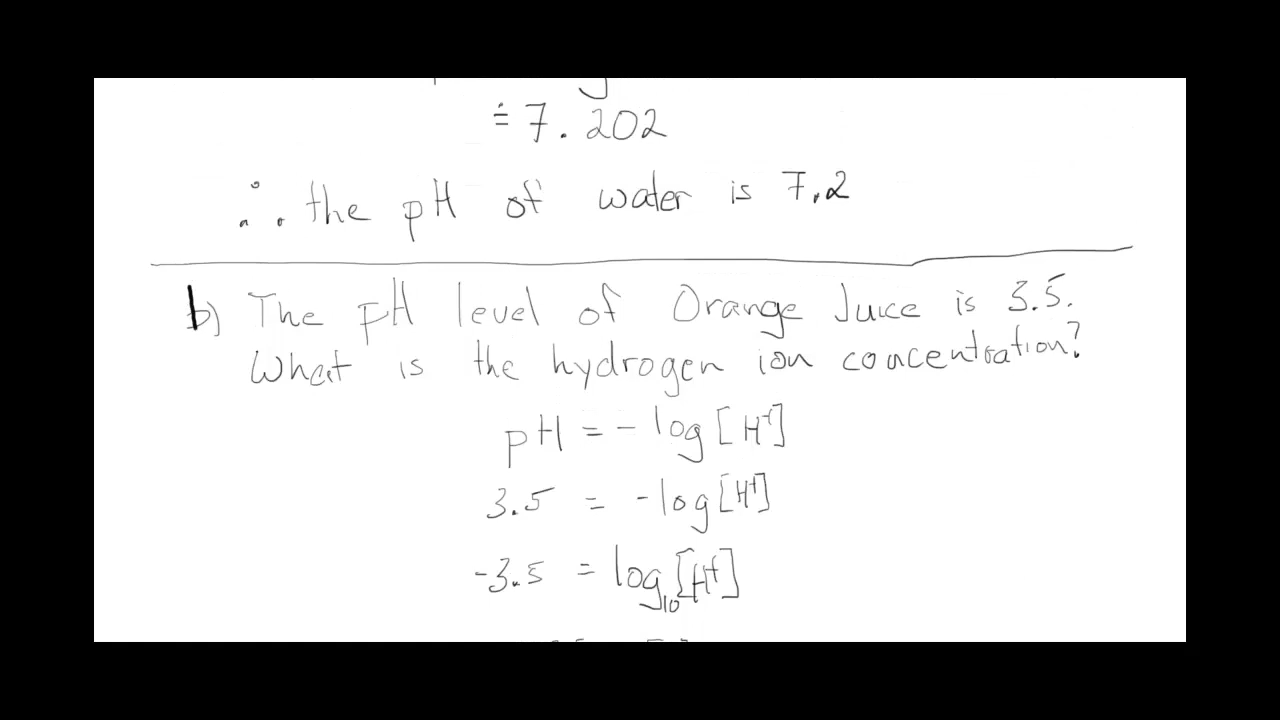 ≐ 7.202
∴ the pH of water is 7.2
b) The pH level of Orange Juice is 3.5.
What is the hydrogen ion concentration?
pH = - log [H⁺]
3.5 = - log [H⁺]
-3.5 = log₁₀ [H⁺]